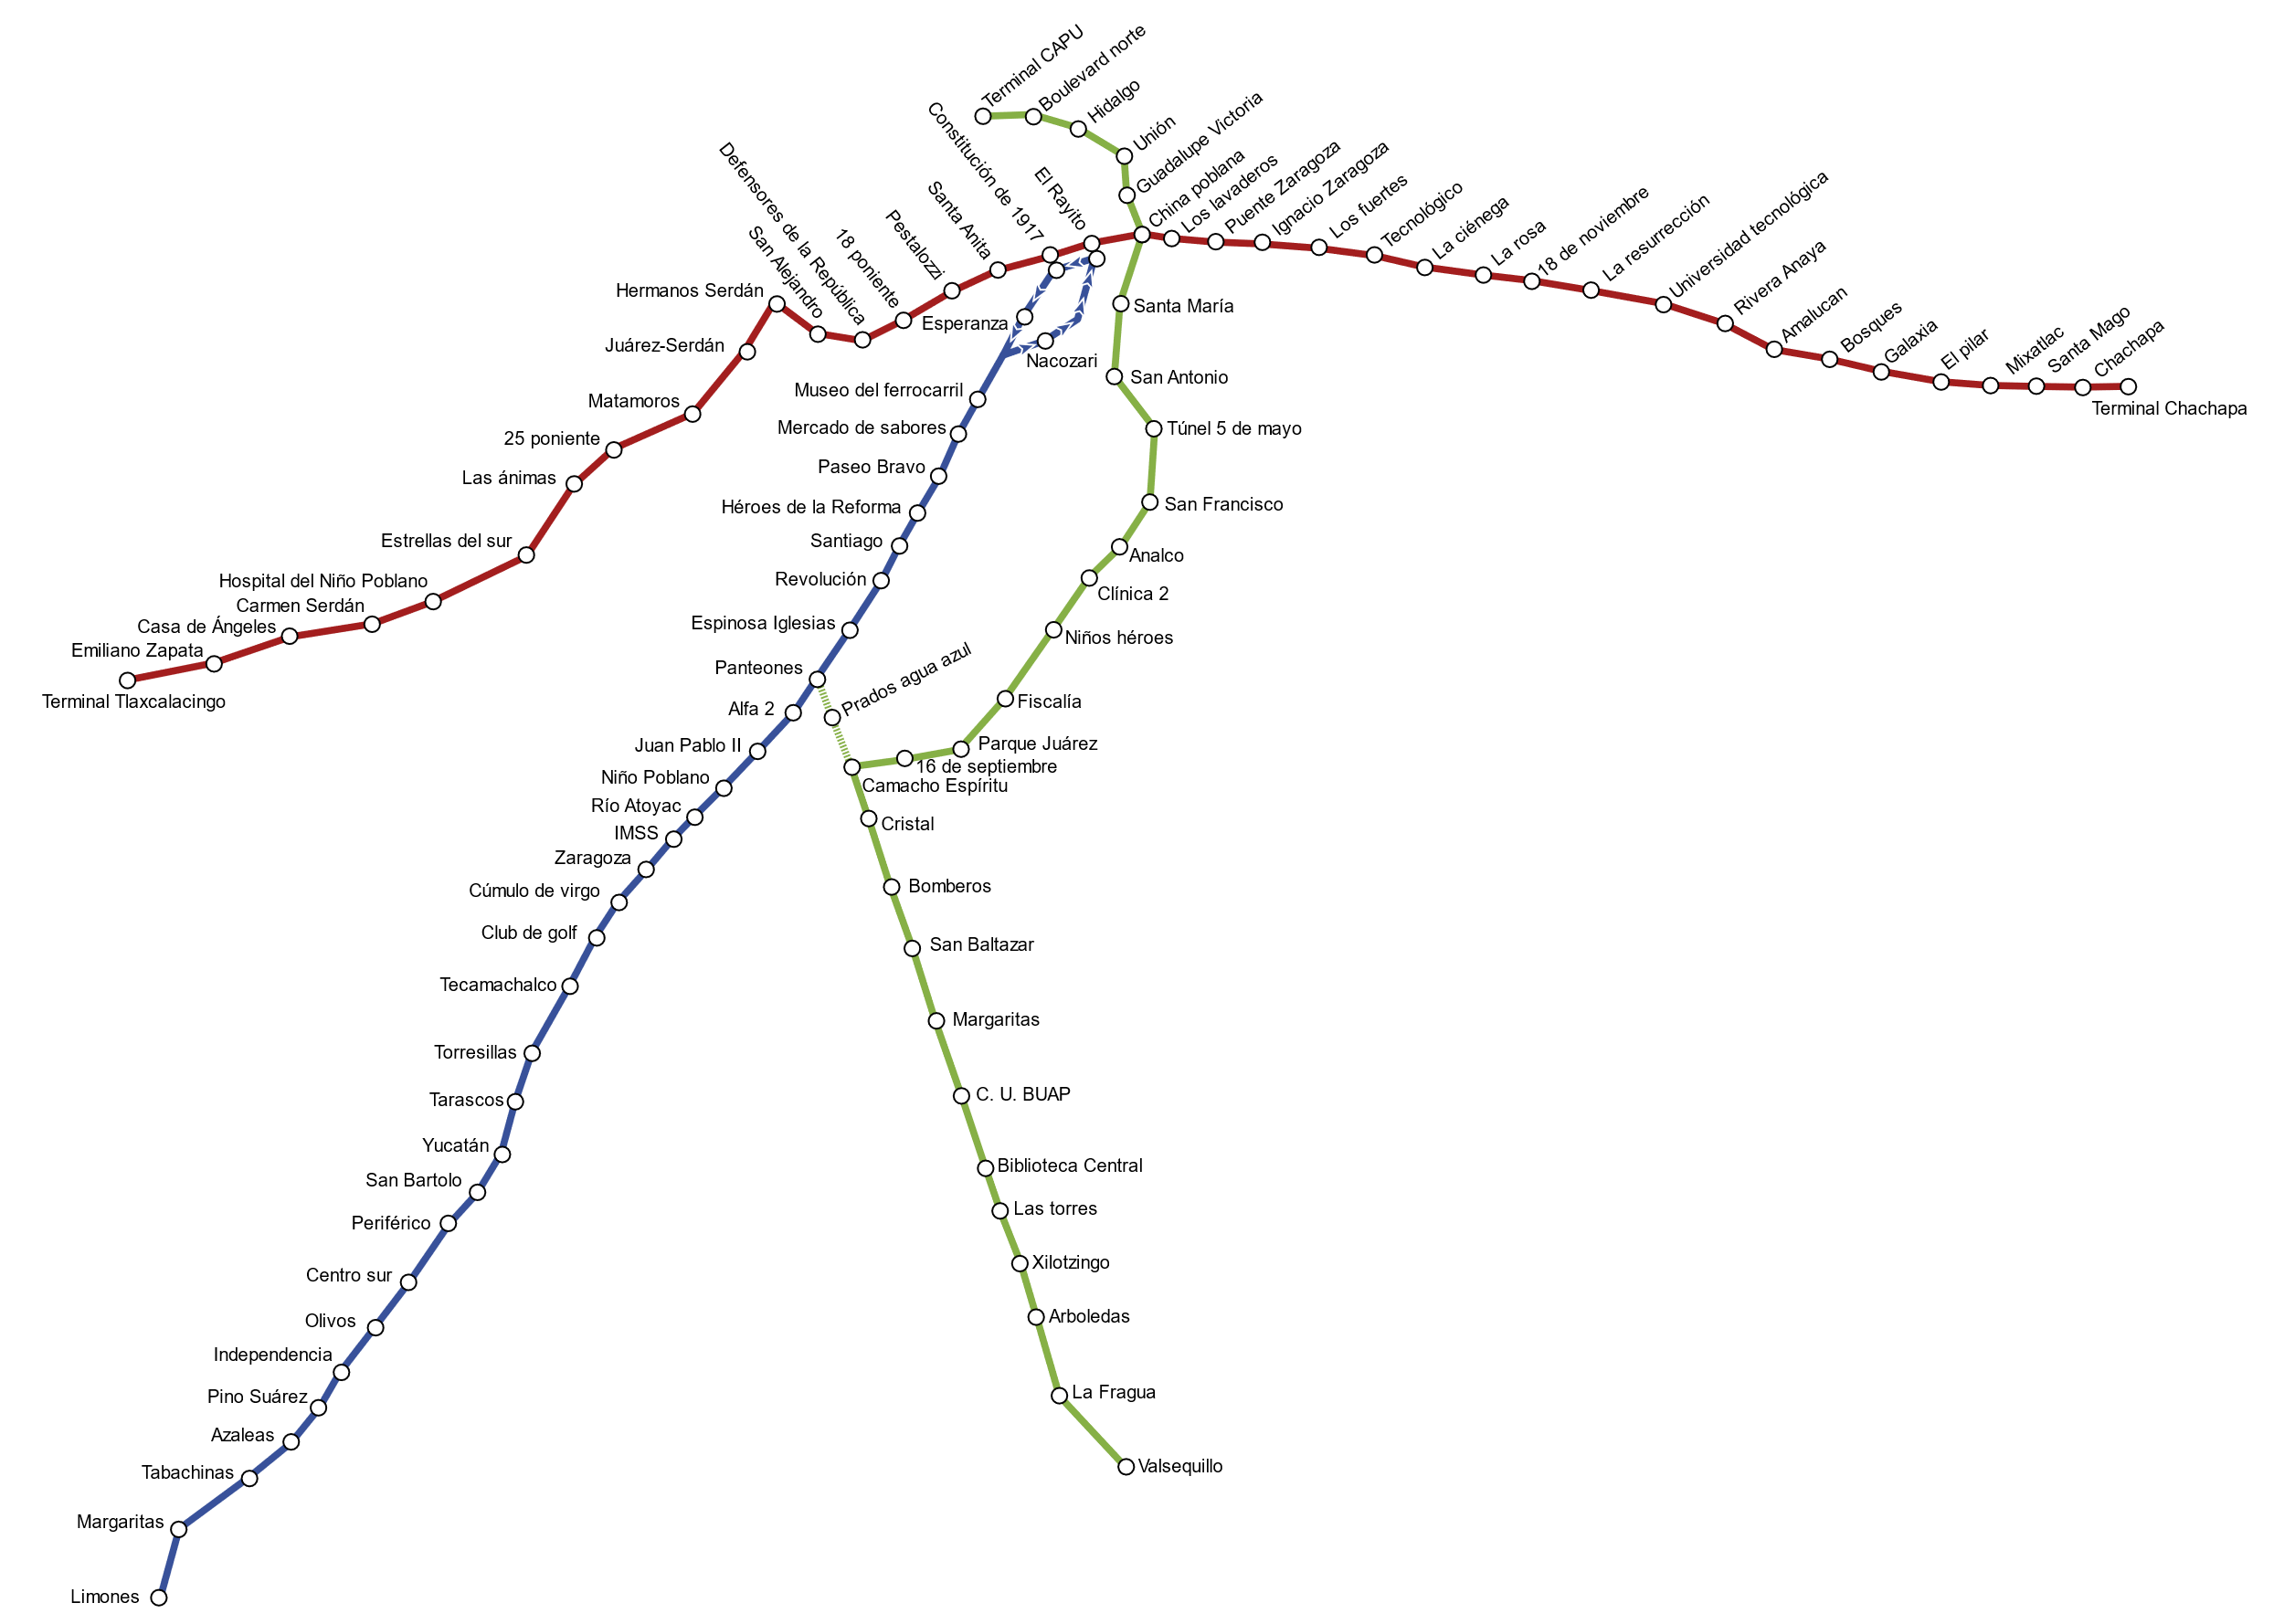 Terminal CAPU
Boulevard norte
Hidalgo
Unión
Guadalupe Victoria
China poblana
Los lavaderos
Puente Zaragoza
Ignacio Zaragoza
Los fuertes
Tecnológico
La ciénega
La rosa
18 de noviembre
La resurrección
Universidad tecnológica
Rivera Anaya
Amalucan
Bosques
Galaxia
El pilar
Mixatlac
Santa Mago
Chachapa
Terminal Chachapa
El Rayito
Constitución de 1917
Santa Anita
Pestalozzi
18 poniente
Defensores de la República
San Alejandro
Hermanos Serdán
Juárez-Serdán
Matamoros
25 poniente
Las ánimas
Estrellas del sur
Hospital del Niño Poblano
Carmen Serdán
Casa de Ángeles
Emiliano Zapata
Terminal Tlaxcalacingo
Esperanza
Nacozari
Museo del ferrocarril
Mercado de sabores
Paseo Bravo
Héroes de la Reforma
Santiago
Revolución
Espinosa Iglesias
Panteones
Alfa 2
Juan Pablo II
Niño Poblano
Río Atoyac
IMSS
Zaragoza
Cúmulo de virgo
Club de golf
Tecamachalco
Torresillas
Tarascos
Yucatán
San Bartolo
Periférico
Centro sur
Olivos
Independencia
Pino Suárez
Azaleas
Tabachinas
Margaritas
Limones
Santa María
San Antonio
Túnel 5 de mayo
San Francisco
Analco
Clínica 2
Niños héroes
Fiscalía
Parque Juárez
16 de septiembre
Camacho Espíritu
Prados agua azul
Cristal
Bomberos
San Baltazar
Margaritas
C. U. BUAP
Biblioteca Central
Las torres
Xilotzingo
Arboledas
La Fragua
Valsequillo